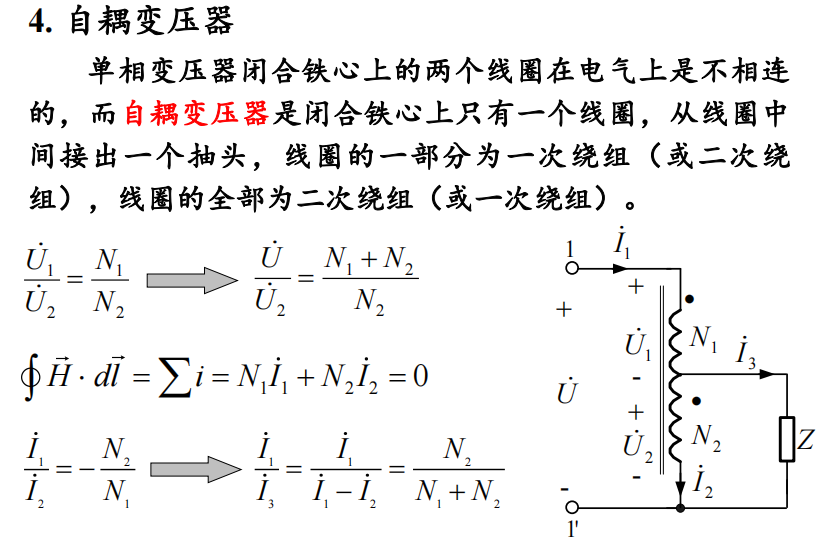 4. 自耦变压器
单相变压器闭合铁心上的两个线圈在电气上是不相连
的，而自耦变压器是闭合铁心上只有一个线圈，从线圈中
间接出一个抽头，线圈的一部分为一次绕组（或二次绕
组），线圈的全部为二次绕组（或一次绕组）。
U̇₁/U̇₂ = N₁/N₂ ⇒ U̇/U̇₂ = (N₁ + N₂)/N₂
∮ H⃗ · dl⃗ = ∑ i = N₁İ₁ + N₂İ₂ = 0
İ₁/İ₂ = − N₂/N₁ ⇒ İ₁/İ₃ = İ₁/(İ₁ − İ₂) = N₂/(N₁ + N₂)
1 İ₁
+
+ U̇₁ - N₁ İ₃
U̇
+ U̇₂ - N₂ Z
İ₂
-
1'